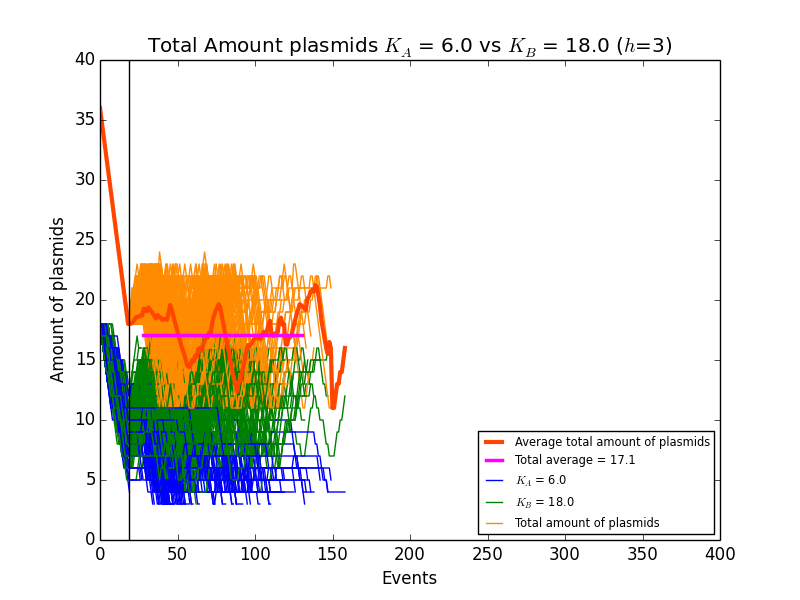 Total Amount plasmids K_A = 6.0 vs K_B = 18.0 (h=3)
40
35
30
25
20
15
10
5
0
Amount of plasmids
0 50 100 150 200 250 300 350 400
Events
Average total amount of plasmids
Total average = 17.1
K_A = 6.0
K_B = 18.0
Total amount of plasmids